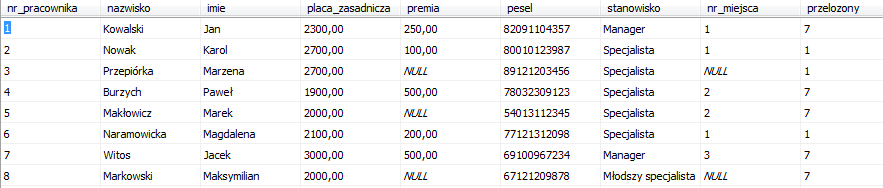 nr_pracownika nazwisko imie placa_zasadnicza premia pesel stanowisko nr_miejsca przelozony
1 Kowalski Jan 2300,00 250,00 82091104357 Manager 1 7
2 Nowak Karol 2700,00 100,00 80010123987 Specjalista 1 1
3 Przepiórka Marzena 2700,00 NULL 89121203456 Specjalista NULL 1
4 Burzych Paweł 1900,00 500,00 78032309123 Specjalista 2 7
5 Makłowicz Marek 2000,00 NULL 54013112345 Specjalista 2 7
6 Naramowicka Magdalena 2100,00 200,00 77121312098 Specjalista 1 1
7 Witos Jacek 3000,00 500,00 69100967234 Manager 3 7
8 Markowski Maksymilian 2000,00 NULL 67121209878 Młodszy specjalista NULL 7